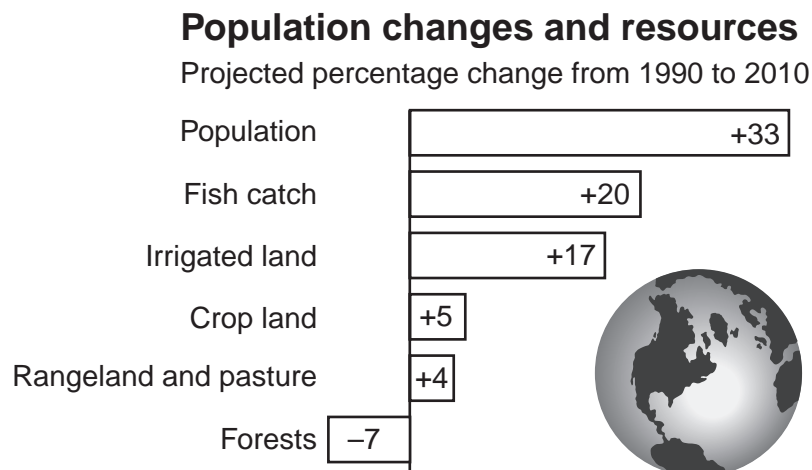 Population changes and resources
Projected percentage change from 1990 to 2010
Population +33
Fish catch +20
Irrigated land +17
Crop land +5
Rangeland and pasture +4
Forests –7